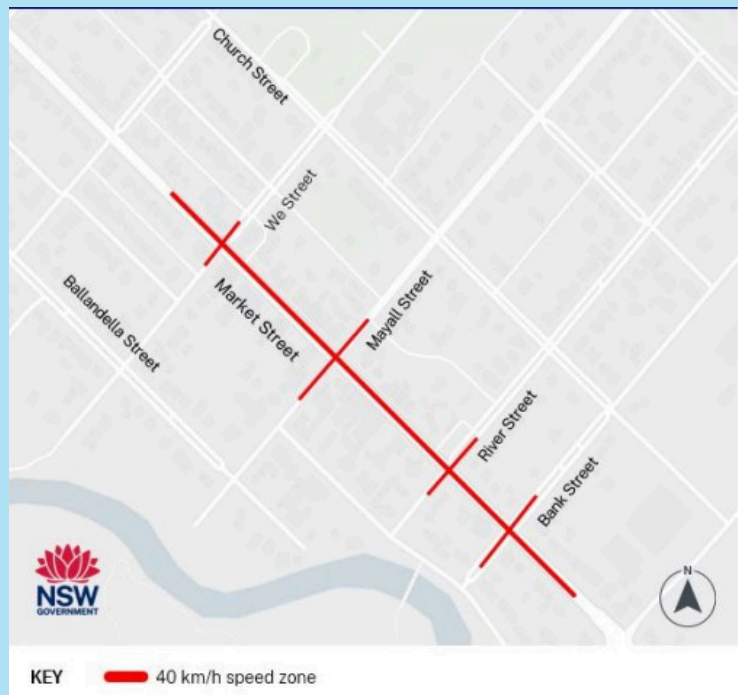 Church Street
We Street
Market Street
Mayall Street
Ballandella Street
River Street
Bank Street
NSW
GOVERNMENT
N
KEY
40 km/h speed zone